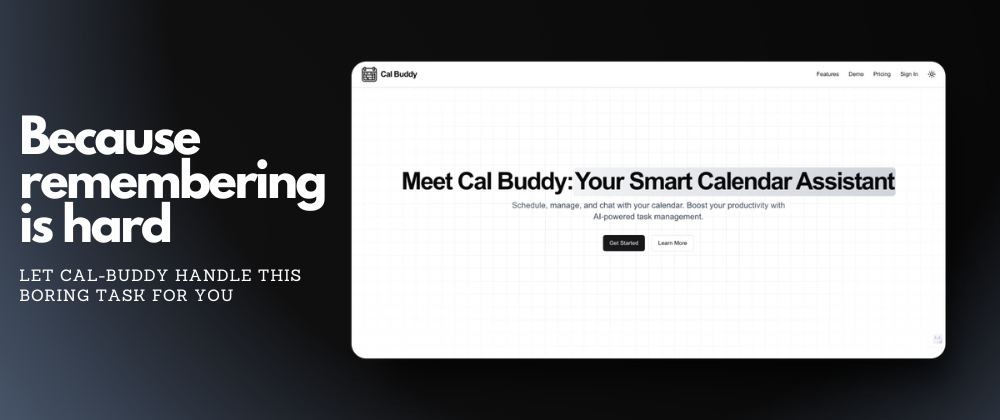 Because
remembering
is hard
LET CAL-BUDDY HANDLE THIS
BORING TASK FOR YOU
Cal Buddy
Features
Demo
Pricing
Sign In
Meet Cal Buddy: Your Smart Calendar Assistant
Schedule, manage, and chat with your calendar. Boost your productivity with
AI-powered task management.
Get Started
Learn More